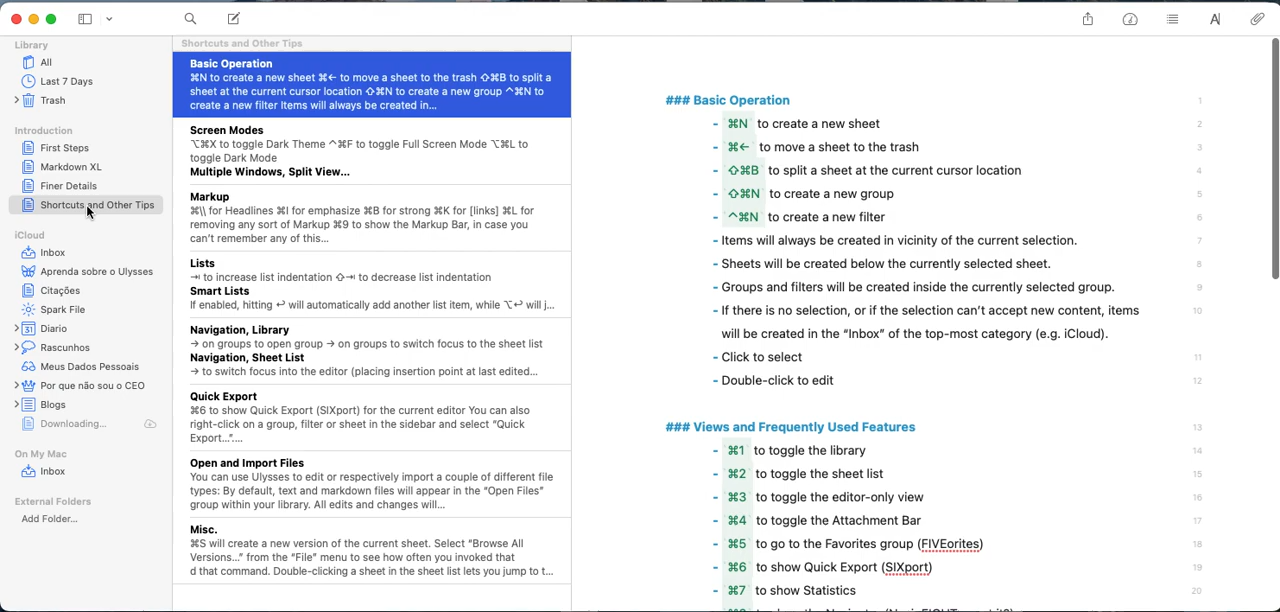 Library
All
Last 7 Days
Trash
Introduction
First Steps
Markdown XL
Finer Details
Shortcuts and Other Tips
iCloud
Inbox
Aprenda sobre o Ulysses
Citações
Spark File
Diario
Rascunhos
Meus Dados Pessoais
Por que não sou o CEO
Blogs
Downloading...
On My Mac
Inbox
External Folders
Add Folder...
Shortcuts and Other Tips
Basic Operation
⌘N to create a new sheet ⌘← to move a sheet to the trash ⇧⌘B to split a
sheet at the current cursor location ⇧⌘N to create a new group ^⌘N to
create a new filter Items will always be created in...
Screen Modes
⌥⌘X to toggle Dark Theme ^⌘F to toggle Full Screen Mode ⌥⌘L to
toggle Dark Mode
Multiple Windows, Split View...
Markup
⌘\\ for Headlines ⌘I for emphasize ⌘B for strong ⌘K for [links] ⌘L for
removing any sort of Markup ⌘9 to show the Markup Bar, in case you
can't remember any of this...
Lists
⇥ to increase list indentation ⇧⇥ to decrease list indentation
Smart Lists
If enabled, hitting ↩ will automatically add another list item, while ⌥↩ will j...
Navigation, Library
→ on groups to open group → on groups to switch focus to the sheet list
Navigation, Sheet List
→ to switch focus into the editor (placing insertion point at last edited...
Quick Export
⌘6 to show Quick Export (SIXport) for the current editor You can also
right-click on a group, filter or sheet in the sidebar and select “Quick
Export...”....
Open and Import Files
You can use Ulysses to edit or respectively import a couple of different file
types: By default, text and markdown files will appear in the “Open Files”
group within your library. All edits and changes will...
Misc.
⌘S will create a new version of the current sheet. Select “Browse All
Versions...” from the “File” menu to see how often you invoked that
d that command. Double-clicking a sheet in the sheet list lets you jump to t...
### Basic Operation 1
- ⌘N to create a new sheet 2
- ⌘← to move a sheet to the trash 3
- ⇧⌘B to split a sheet at the current cursor location 4
- ⇧⌘N to create a new group 5
- ^⌘N to create a new filter 6
- Items will always be created in vicinity of the current selection. 7
- Sheets will be created below the currently selected sheet. 8
- Groups and filters will be created inside the currently selected group. 9
- If there is no selection, or if the selection can't accept new content, items 10
will be created in the “Inbox” of the top-most category (e.g. iCloud).
- Click to select 11
- Double-click to edit 12
### Views and Frequently Used Features 13
- ⌘1 to toggle the library 14
- ⌘2 to toggle the sheet list 15
- ⌘3 to toggle the editor-only view 16
- ⌘4 to toggle the Attachment Bar 17
- ⌘5 to go to the Favorites group (FIVEorites) 18
- ⌘6 to show Quick Export (SIXport) 19
- ⌘7 to show Statistics 20